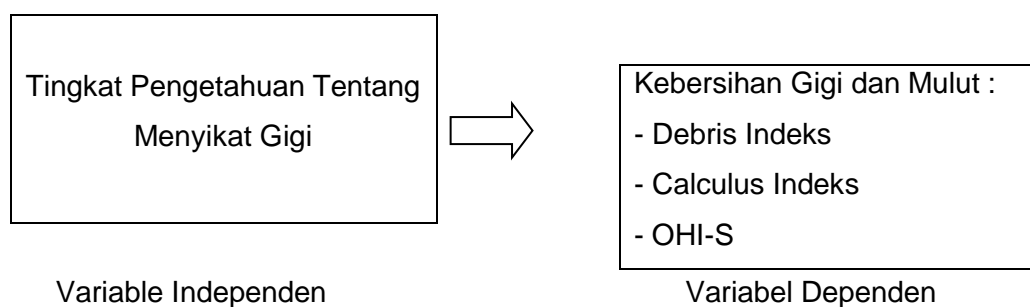 Tingkat Pengetahuan Tentang
Menyikat Gigi
Kebersihan Gigi dan Mulut :
- Debris Indeks
- Calculus Indeks
- OHI-S
Variable Independen
Variabel Dependen